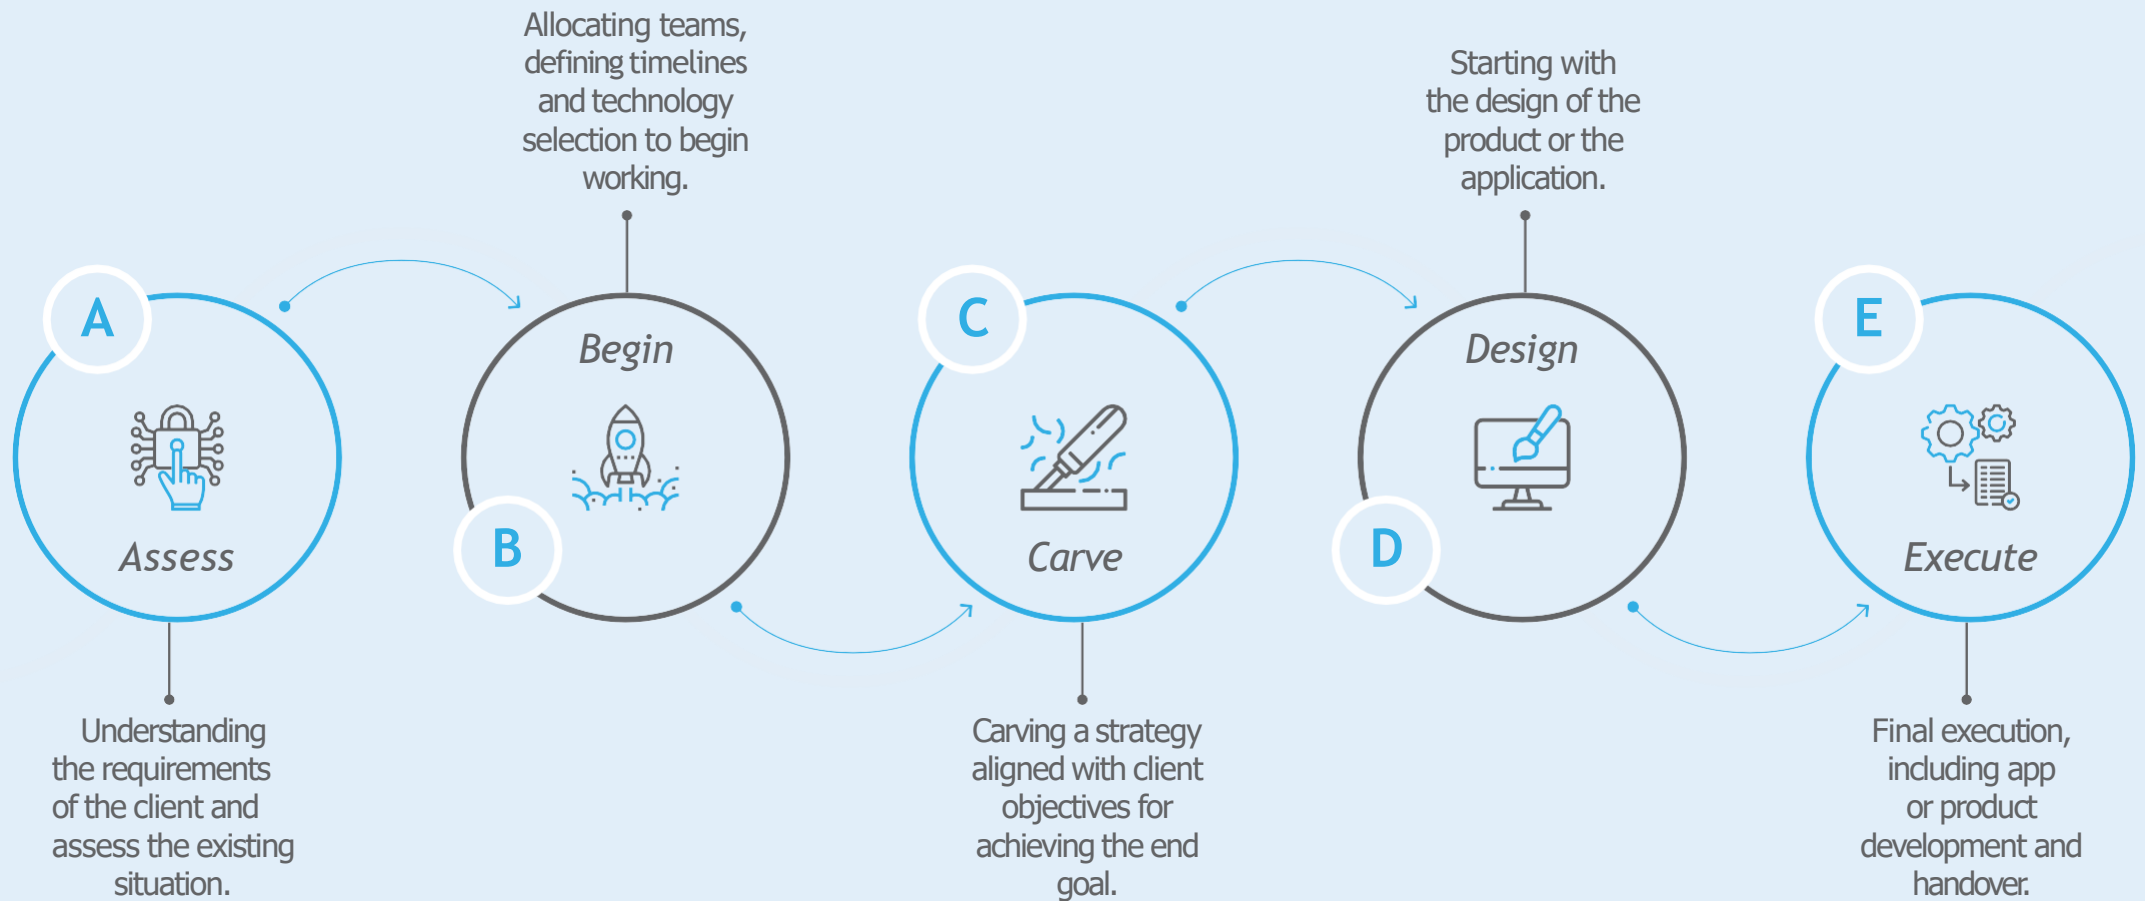 A
Assess
Understanding
the requirements
of the client and
assess the existing
situation.
Allocating teams,
defining timelines
and technology
selection to begin
working.
Begin
B
C
Carve
Carving a strategy
aligned with client
objectives for
achieving the end
goal.
Starting with
the design of the
product or the
application.
Design
D
E
Execute
Final execution,
including app
or product
development and
handover.